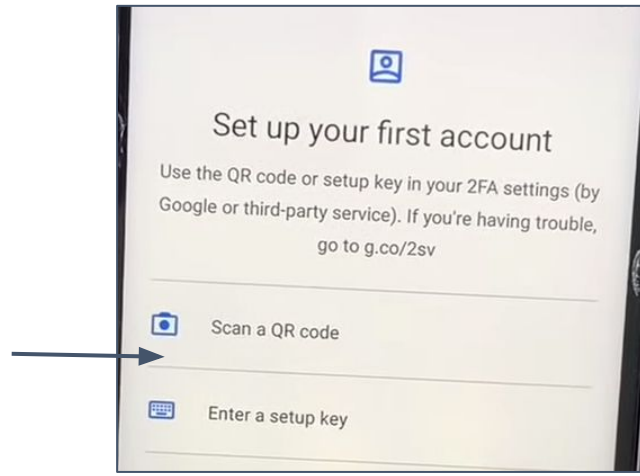 Set up your first account
Use the QR code or setup key in your 2FA settings (by
Google or third-party service). If you're having trouble,
go to g.co/2sv
Scan a QR code
Enter a setup key